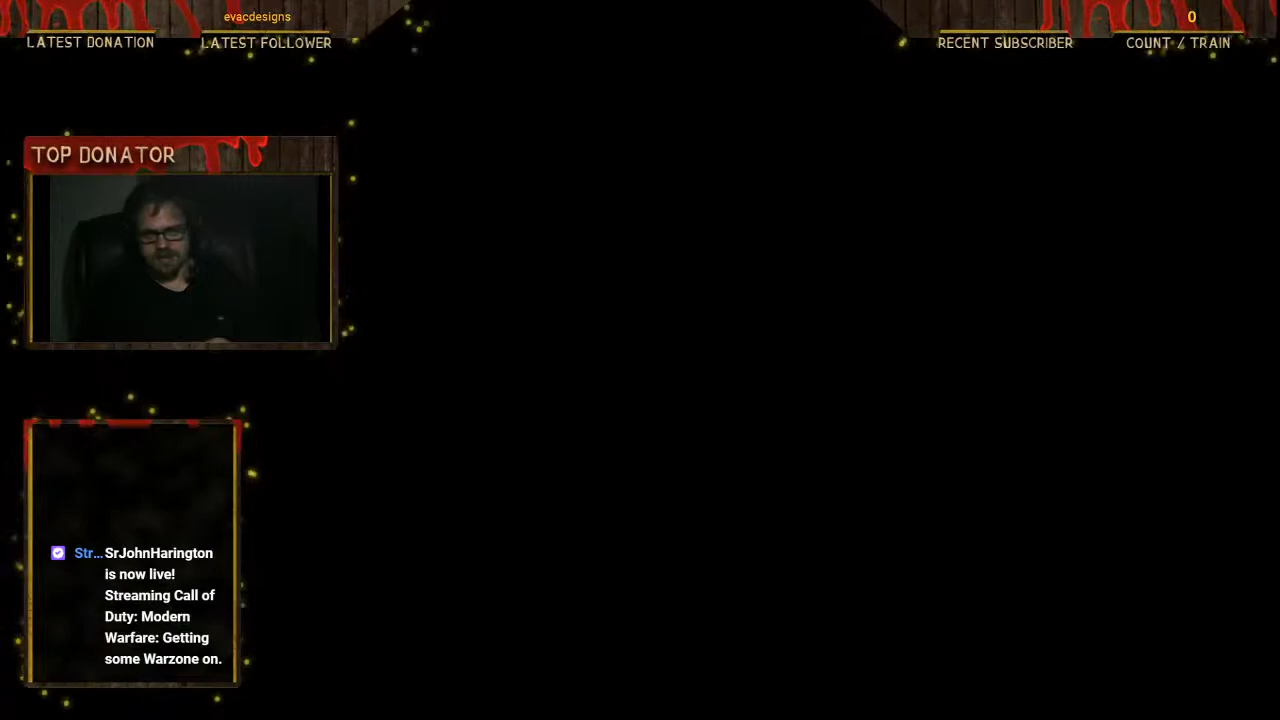 evacdesigns
0
LATEST DONATION
LATEST FOLLOWER
RECENT SUBSCRIBER
COUNT / TRAIN
TOP DONATOR
Str... SrJohnHarington
is now live!
Streaming Call of
Duty: Modern
Warfare: Getting
some Warzone on.